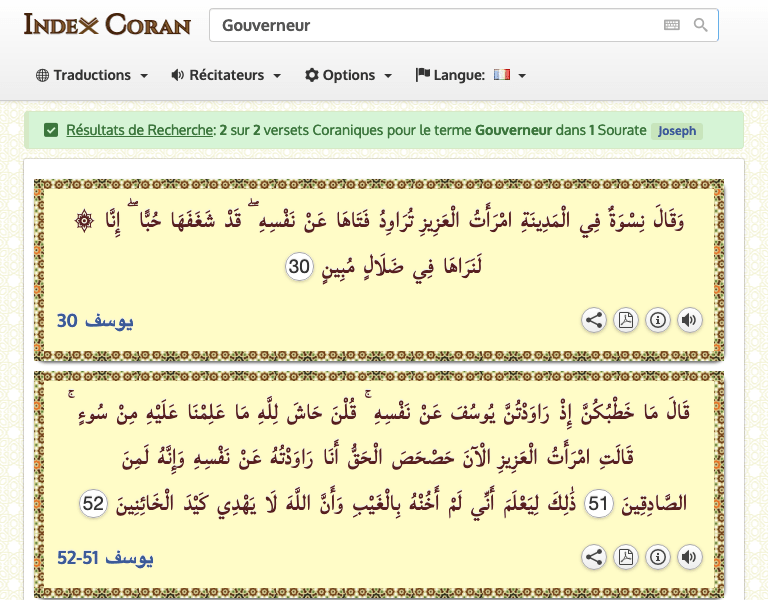 Index Coran
Gouverneur
Traductions Récitateurs Options Langue:
Résultats de Recherche: 2 sur 2 versets Coraniques pour le terme Gouverneur dans 1 Sourate Joseph
وَقَالَ نِسْوَةٌ فِي الْمَدِينَةِ امْرَأَتُ الْعَزِيزِ تُرَاوِدُ فَتَاهَا عَنْ نَفْسِهِ ۖ قَدْ شَغَفَهَا حُبًّا ۖ إِنَّا ۞
لَنَرَاهَا فِي ضَلَالٍ مُبِينٍ 30
يوسف 30
قَالَ مَا خَطْبُكُنَّ إِذْ رَاوَدْتُنَّ يُوسُفَ عَنْ نَفْسِهِ ۚ قُلْنَ حَاشَ لِلَّهِ مَا عَلِمْنَا عَلَيْهِ مِنْ سُوءٍ ۚ
قَالَتِ امْرَأَتُ الْعَزِيزِ الْآنَ حَصْحَصَ الْحَقُّ أَنَا رَاوَدْتُهُ عَنْ نَفْسِهِ وَإِنَّهُ لَمِنَ
الصَّادِقِينَ 51 ذَٰلِكَ لِيَعْلَمَ أَنِّي لَمْ أَخُنْهُ بِالْغَيْبِ وَأَنَّ اللَّهَ لَا يَهْدِي كَيْدَ الْخَائِنِينَ 52
يوسف 51-52